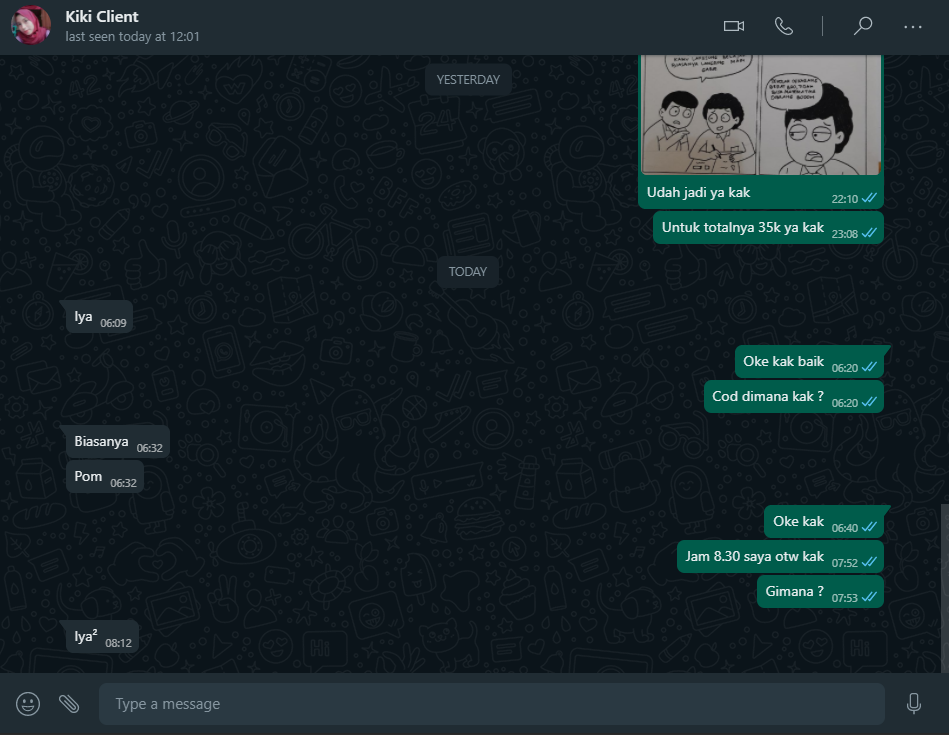 Kiki Client
last seen today at 12:01
YESTERDAY
Udah jadi ya kak 22:10
Untuk totalnya 35k ya kak 23:08
TODAY
Iya 06:09
Oke kak baik 06:20
Cod dimana kak ? 06:20
Biasanya 06:32
Pom 06:32
Oke kak 06:40
Jam 8.30 saya otw kak 07:52
Gimana ? 07:53
Iya² 08:12
Type a message